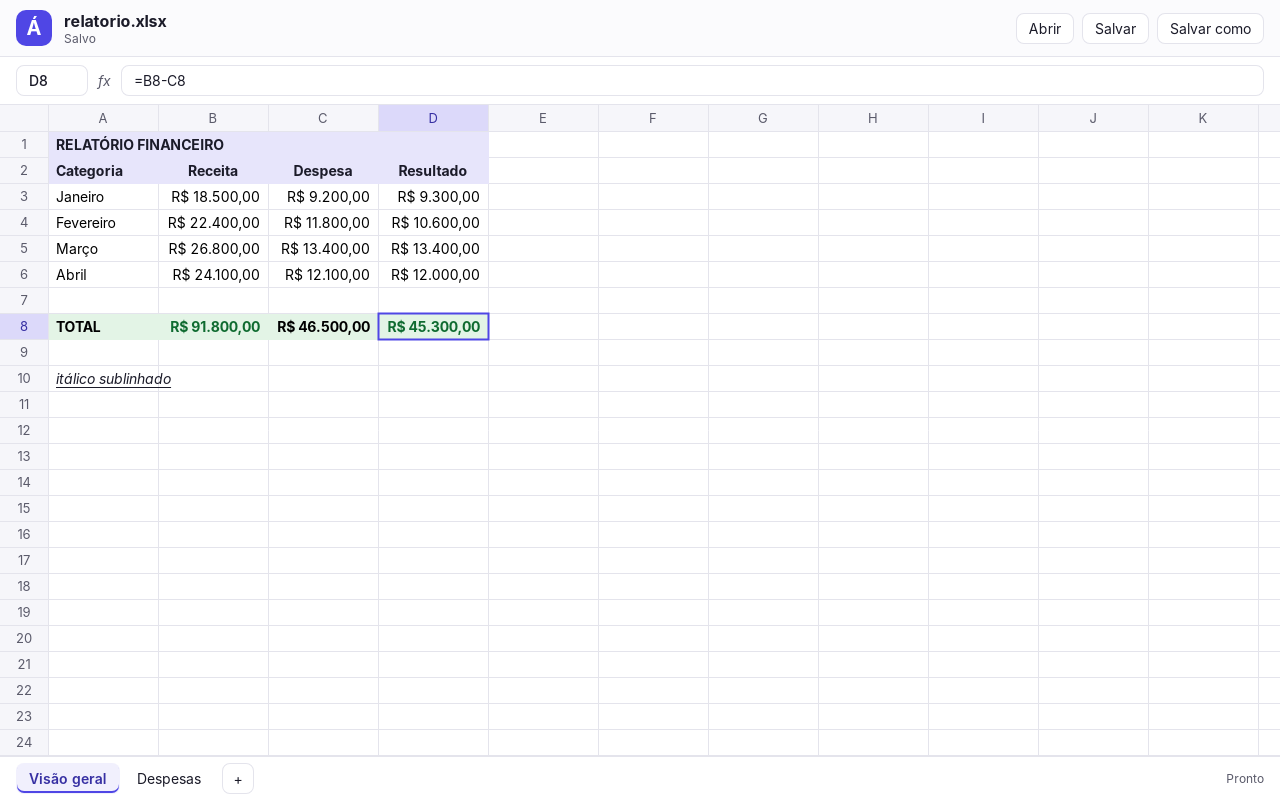 Á
relatorio.xlsx
Salvo
Abrir
Salvar
Salvar como
D8
fx
=B8-C8
A B C D E F G H I J K
1 RELATÓRIO FINANCEIRO
2 Categoria Receita Despesa Resultado
3 Janeiro R$ 18.500,00 R$ 9.200,00 R$ 9.300,00
4 Fevereiro R$ 22.400,00 R$ 11.800,00 R$ 10.600,00
5 Março R$ 26.800,00 R$ 13.400,00 R$ 13.400,00
6 Abril R$ 24.100,00 R$ 12.100,00 R$ 12.000,00
7
8 TOTAL R$ 91.800,00 R$ 46.500,00 R$ 45.300,00
9
10 itálico sublinhado
11
12
13
14
15
16
17
18
19
20
21
22
23
24
Visão geral Despesas + Pronto